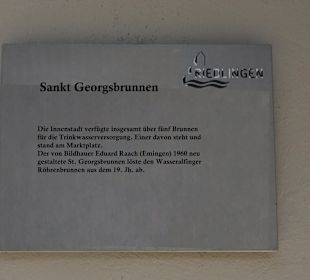 RIEDLINGEN
Sankt Georgsbrunnen
Die Innenstadt verfügte insgesamt über fünf Brunnen
für die Trinkwasserversorgung. Einer davon steht und
stand am Marktplatz.
Der von Bildhauer Eduard Raach (Emingen) 1960 neu
gestaltete St. Georgsbrunnen löste den Wasseralfinger
Röhrenbrunnen aus dem 19. Jh. ab.